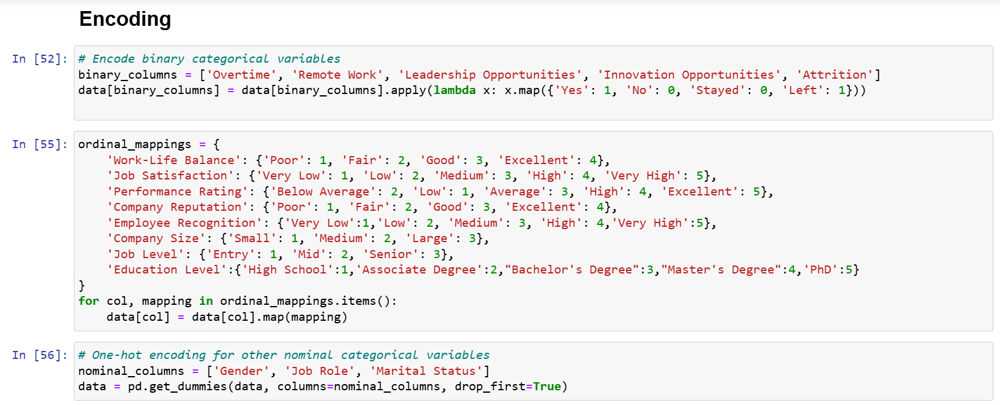 Encoding
In [52]: # Encode binary categorical variables
binary_columns = ['Overtime', 'Remote Work', 'Leadership Opportunities', 'Innovation Opportunities', 'Attrition']
data[binary_columns] = data[binary_columns].apply(lambda x: x.map({'Yes': 1, 'No': 0, 'Stayed': 0, 'Left': 1}))
In [55]: ordinal_mappings = {
    'Work-Life Balance': {'Poor': 1, 'Fair': 2, 'Good': 3, 'Excellent': 4},
    'Job Satisfaction': {'Very Low': 1, 'Low': 2, 'Medium': 3, 'High': 4, 'Very High': 5},
    'Performance Rating': {'Below Average': 2, 'Low': 1, 'Average': 3, 'High': 4, 'Excellent': 5},
    'Company Reputation': {'Poor': 1, 'Fair': 2, 'Good': 3, 'Excellent': 4},
    'Employee Recognition': {'Very Low':1,'Low': 2, 'Medium': 3, 'High': 4,'Very High':5},
    'Company Size': {'Small': 1, 'Medium': 2, 'Large': 3},
    'Job Level': {'Entry': 1, 'Mid': 2, 'Senior': 3},
    'Education Level':{'High School':1,'Associate Degree':2,"Bachelor's Degree":3,"Master's Degree":4,'PhD':5}
}
for col, mapping in ordinal_mappings.items():
    data[col] = data[col].map(mapping)
In [56]: # One-hot encoding for other nominal categorical variables
nominal_columns = ['Gender', 'Job Role', 'Marital Status']
data = pd.get_dummies(data, columns=nominal_columns, drop_first=True)